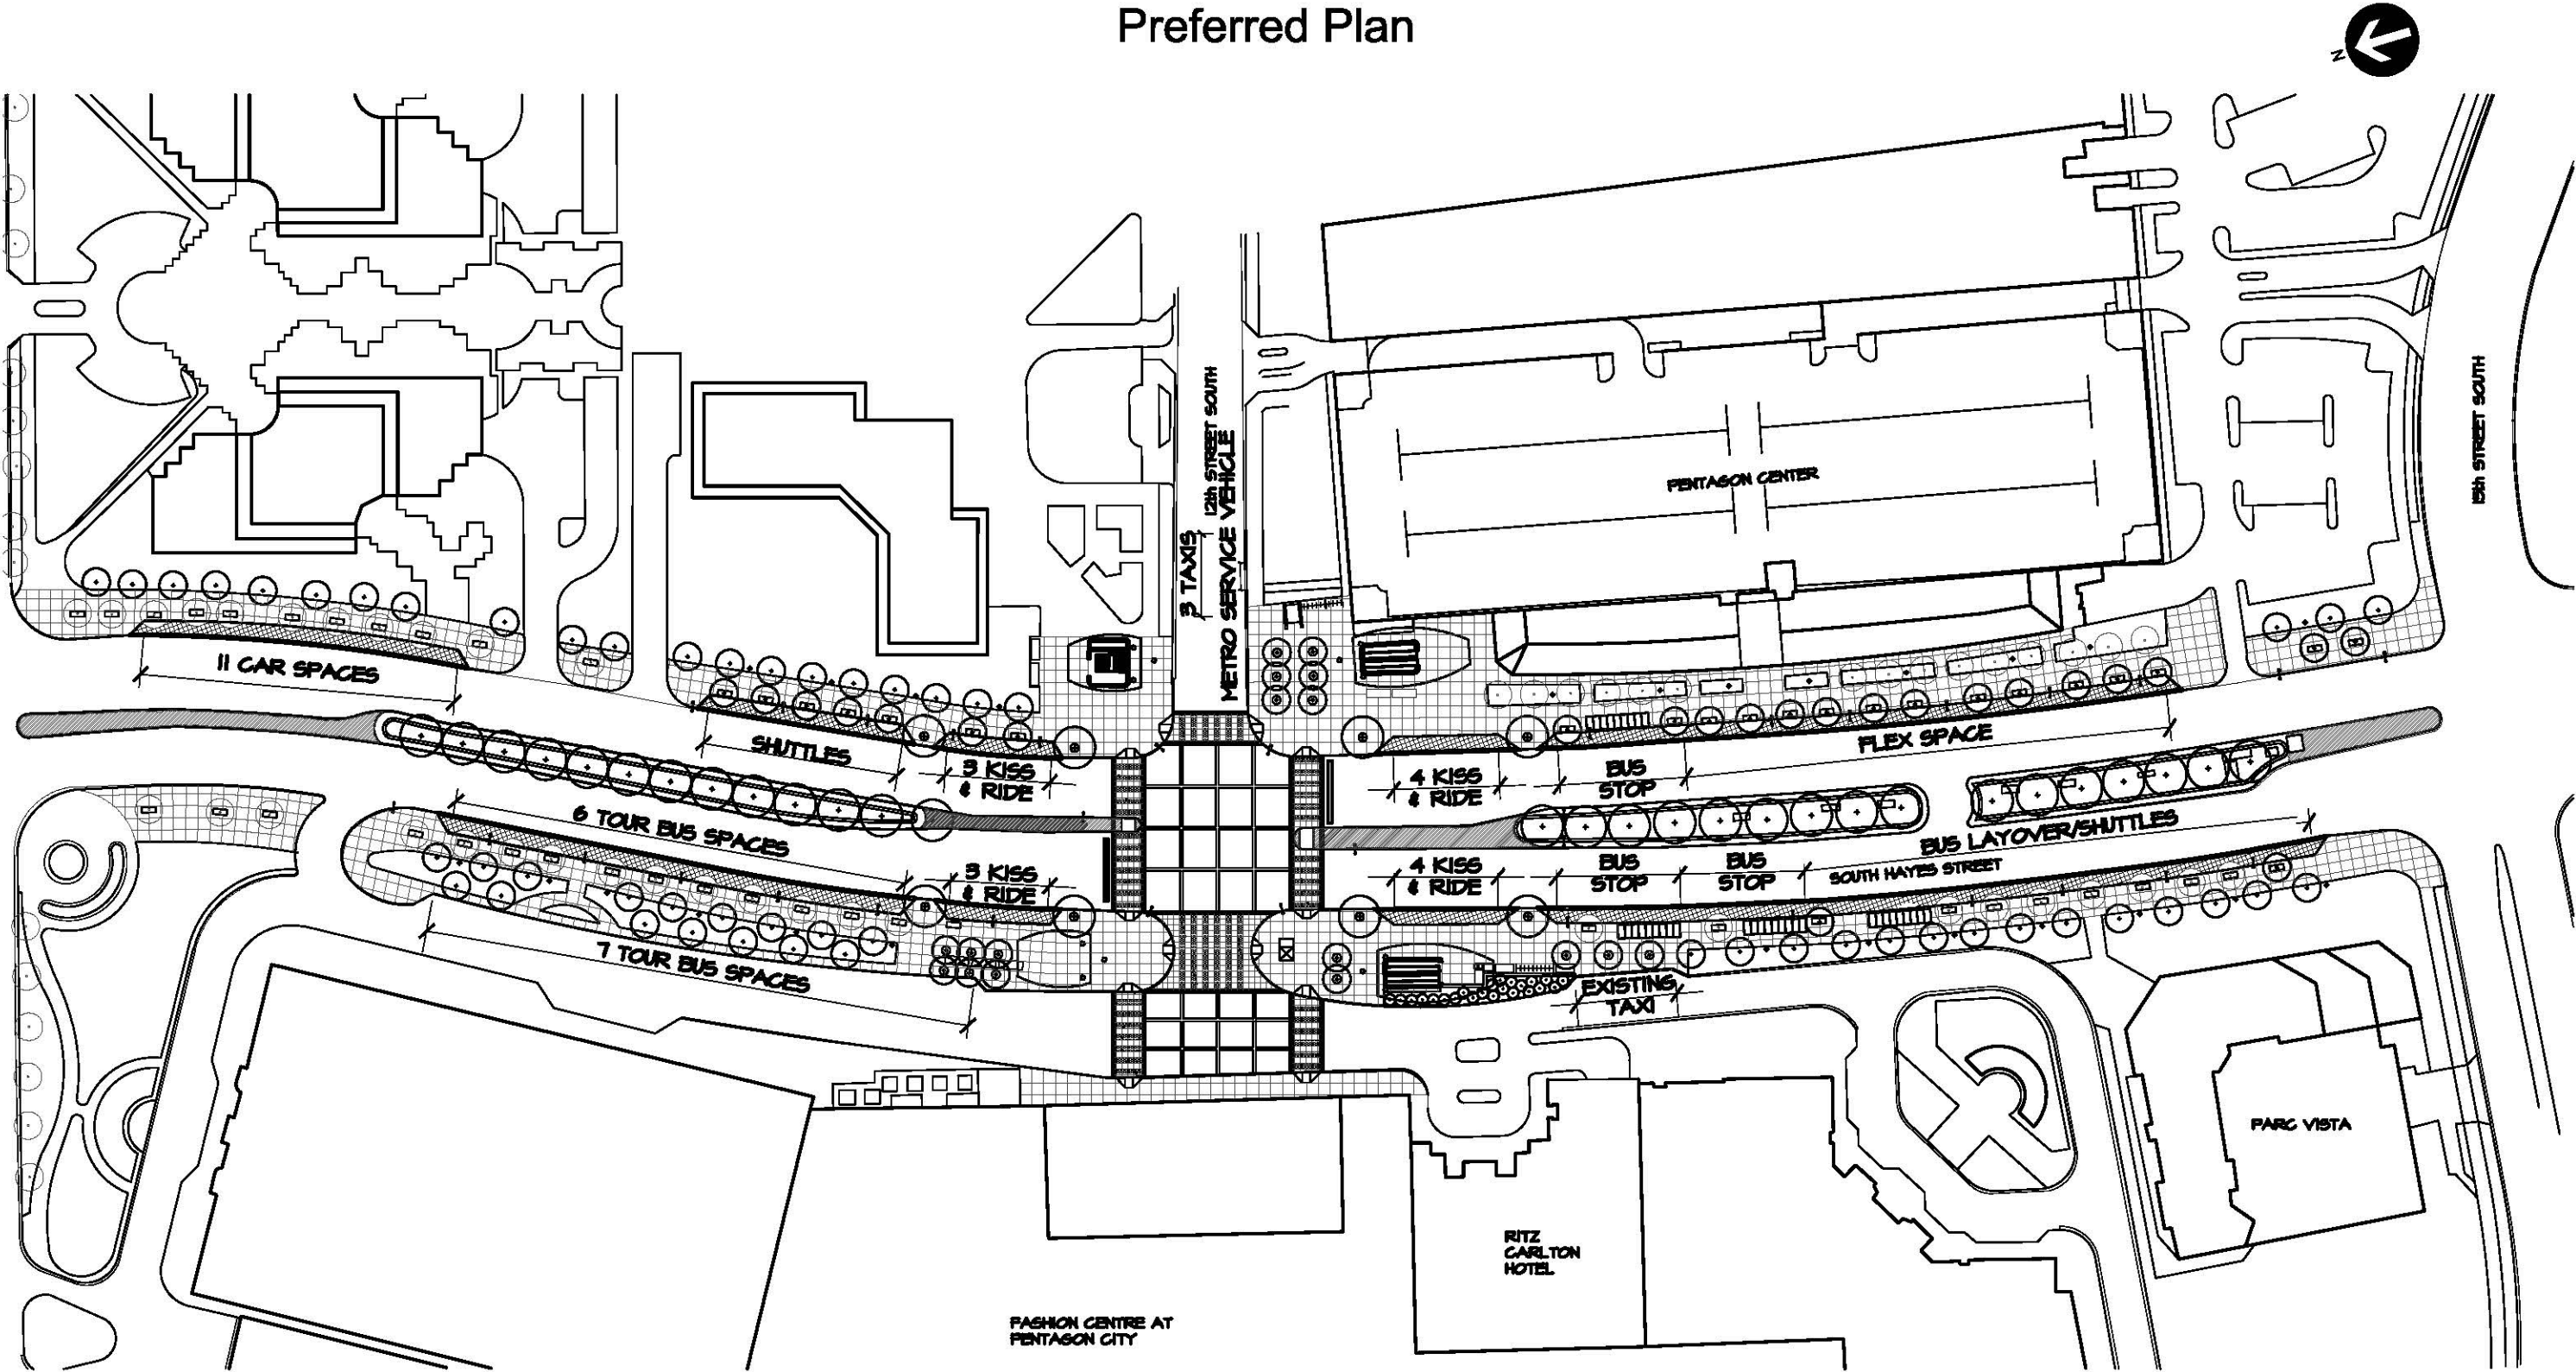 Preferred Plan
N
12th STREET SOUTH
METRO SERVICE VEHICLE
3 TAXIS
PENTAGON CENTER
15th STREET SOUTH
11 CAR SPACES
SHUTTLES
3 KISS
& RIDE
4 KISS
& RIDE
BUS
STOP
FLEX SPACE
6 TOUR BUS SPACES
3 KISS
& RIDE
4 KISS
& RIDE
BUS
STOP
BUS
STOP
BUS LAYOVER/SHUTTLES
SOUTH HAYES STREET
7 TOUR BUS SPACES
EXISTING
TAXI
PARC VISTA
RITZ
CARLTON
HOTEL
FASHION CENTRE AT
PENTAGON CITY